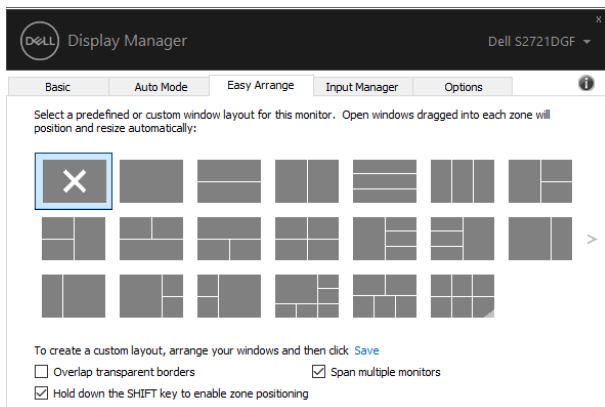 x
DELL Display Manager Dell S2721DGF
Basic Auto Mode Easy Arrange Input Manager Options
Select a predefined or custom window layout for this monitor. Open windows dragged into each zone will
position and resize automatically:
To create a custom layout, arrange your windows and then click Save
Overlap transparent borders Span multiple monitors
Hold down the SHIFT key to enable zone positioning